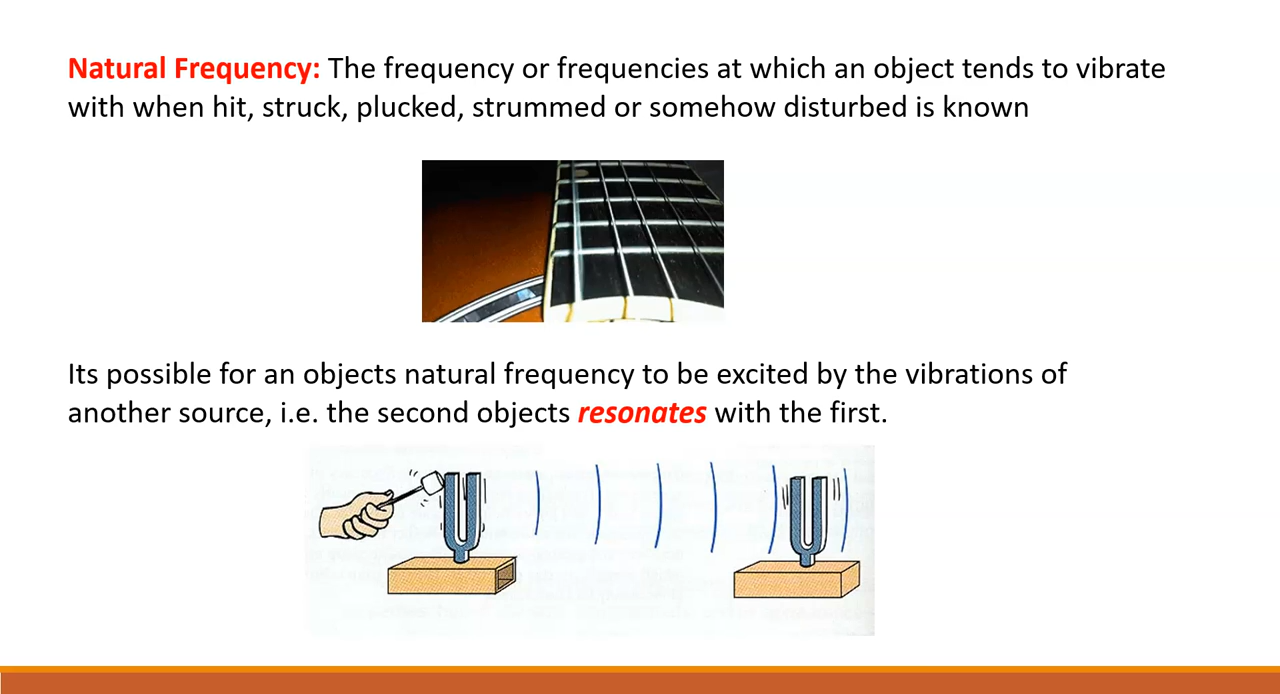 Natural Frequency: The frequency or frequencies at which an object tends to vibrate
with when hit, struck, plucked, strummed or somehow disturbed is known
Its possible for an objects natural frequency to be excited by the vibrations of
another source, i.e. the second objects resonates with the first.